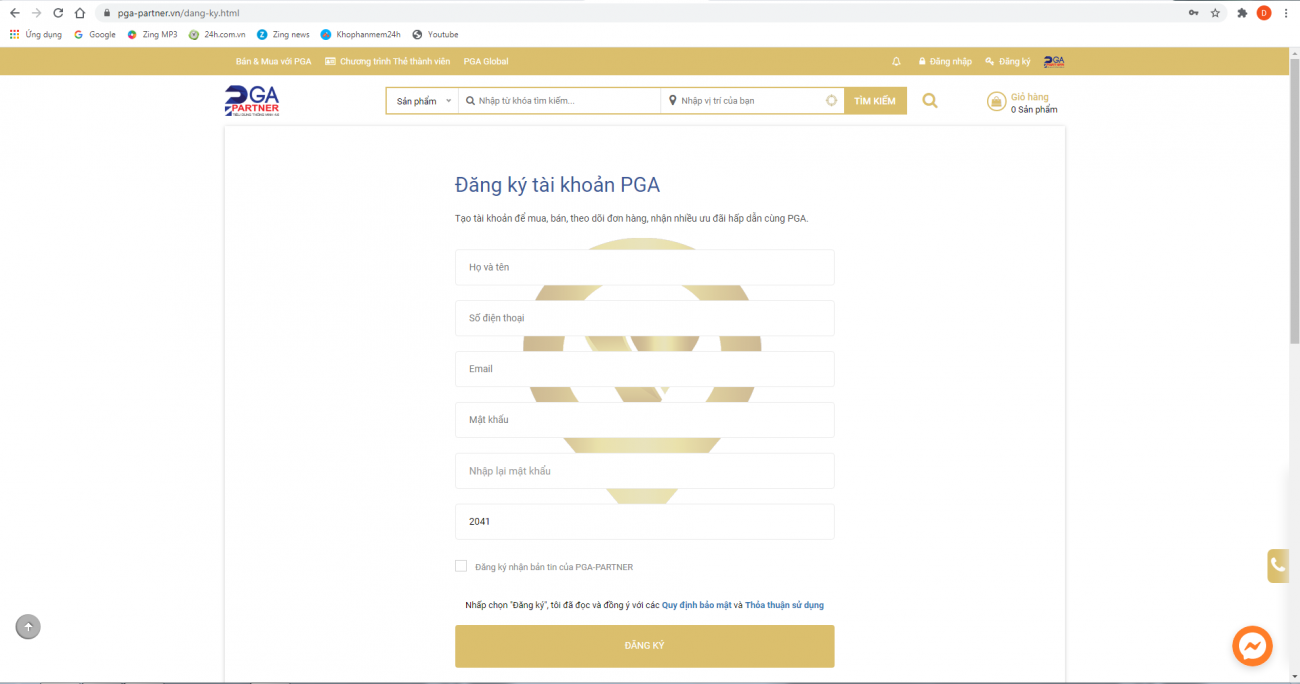 pga-partner.vn/dang-ky.html
D
Ứng dụng Google Zing MP3 24h.com.vn Zing news Khophanmem24h Youtube
Bán & Mua với PGA Chương trình Thẻ thành viên PGA Global Đăng nhập Đăng ký
PGA
PARTNER
Sản phẩm Nhập từ khóa tìm kiếm... Nhập vị trí của bạn TÌM KIẾM
Giỏ hàng
0 Sản phẩm
Đăng ký tài khoản PGA
Tạo tài khoản để mua, bán, theo dõi đơn hàng, nhận nhiều ưu đãi hấp dẫn cùng PGA.
Họ và tên
Số điện thoại
Email
Mật khẩu
Nhập lại mật khẩu
2041
Đăng ký nhận bản tin của PGA-PARTNER
Nhấp chọn "Đăng ký", tôi đã đọc và đồng ý với các Quy định bảo mật và Thỏa thuận sử dụng
ĐĂNG KÝ